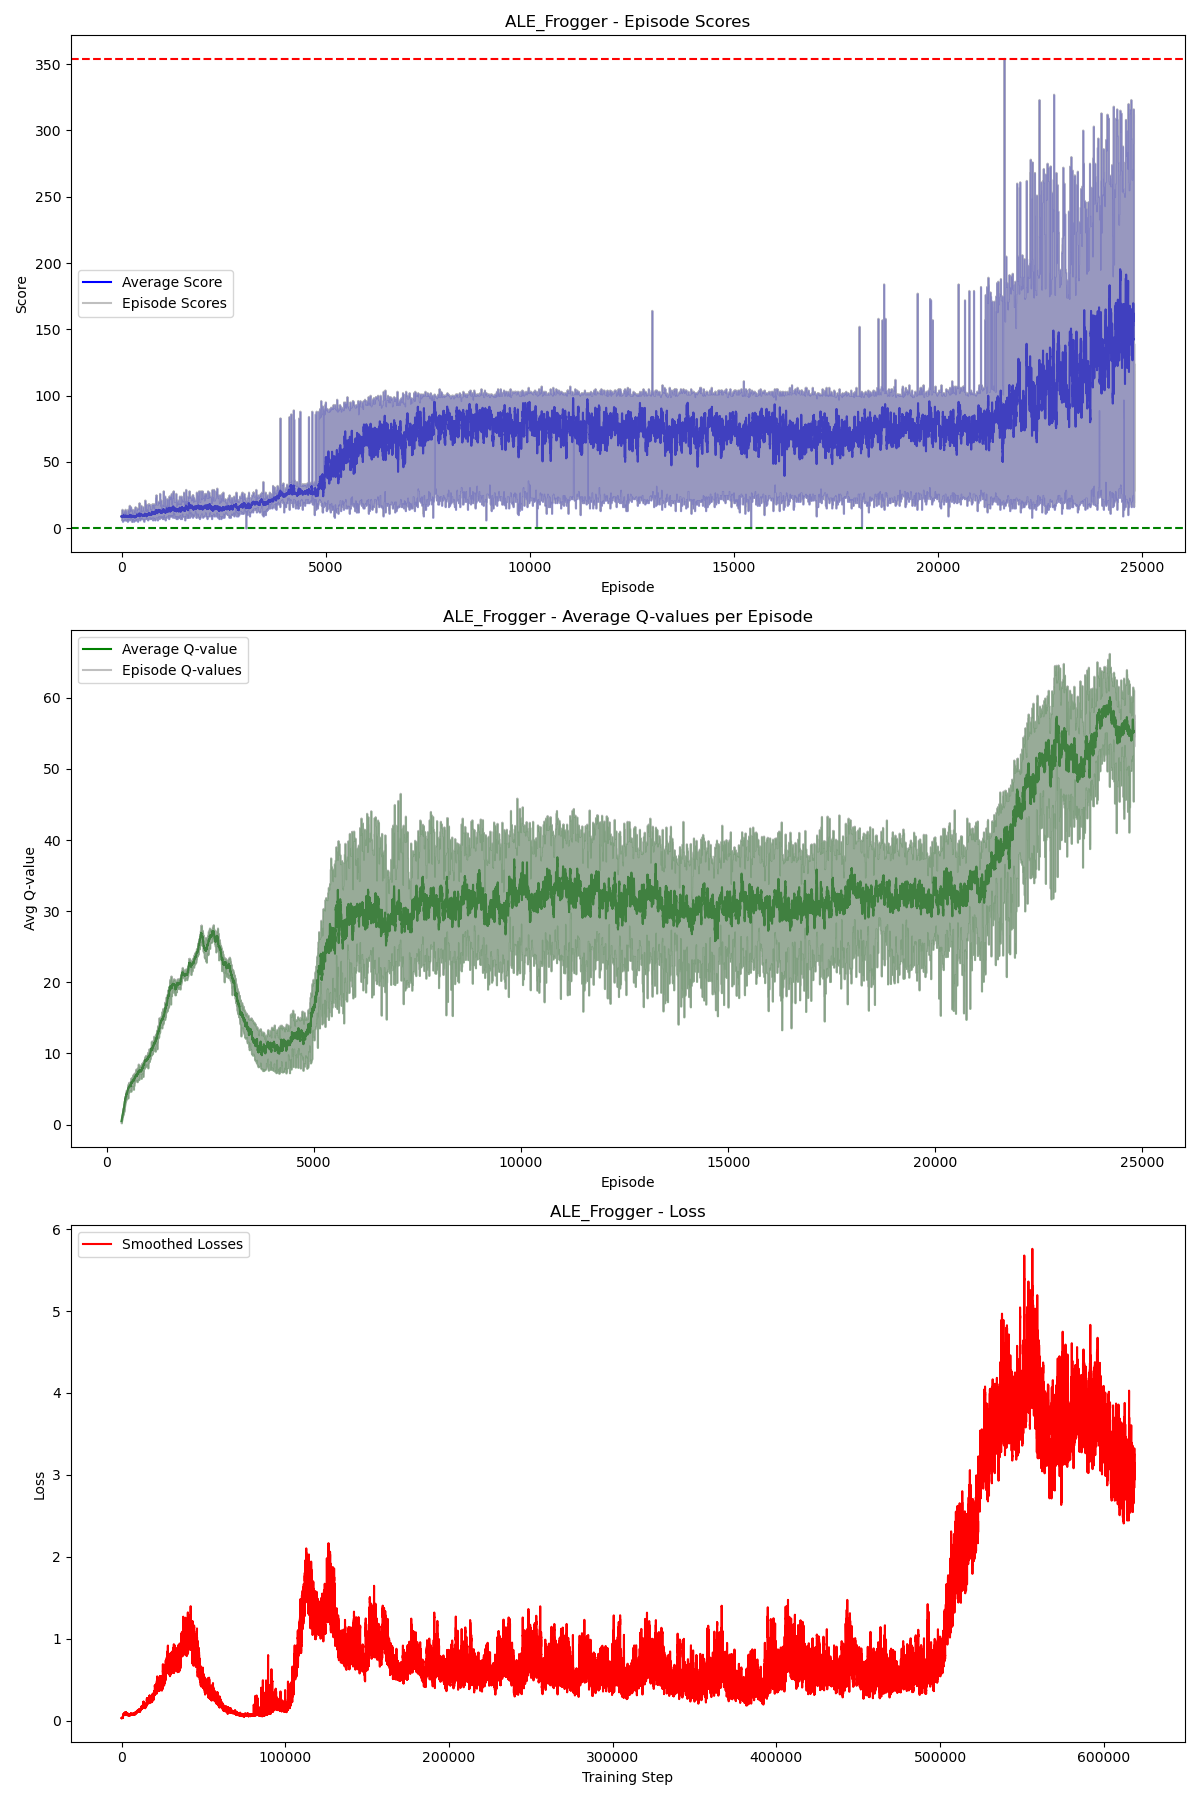 ALE_Frogger - Episode Scores
350
300
250
200
150
100
50
0
Score
Average Score
Episode Scores
0 5000 10000 15000 20000 25000
Episode
ALE_Frogger - Average Q-values per Episode
Average Q-value
Episode Q-values
60
50
40
30
20
10
0
Avg Q-value
0 5000 10000 15000 20000 25000
Episode
ALE_Frogger - Loss
Smoothed Losses
6
5
4
3
2
1
0
Loss
0 100000 200000 300000 400000 500000 600000
Training Step